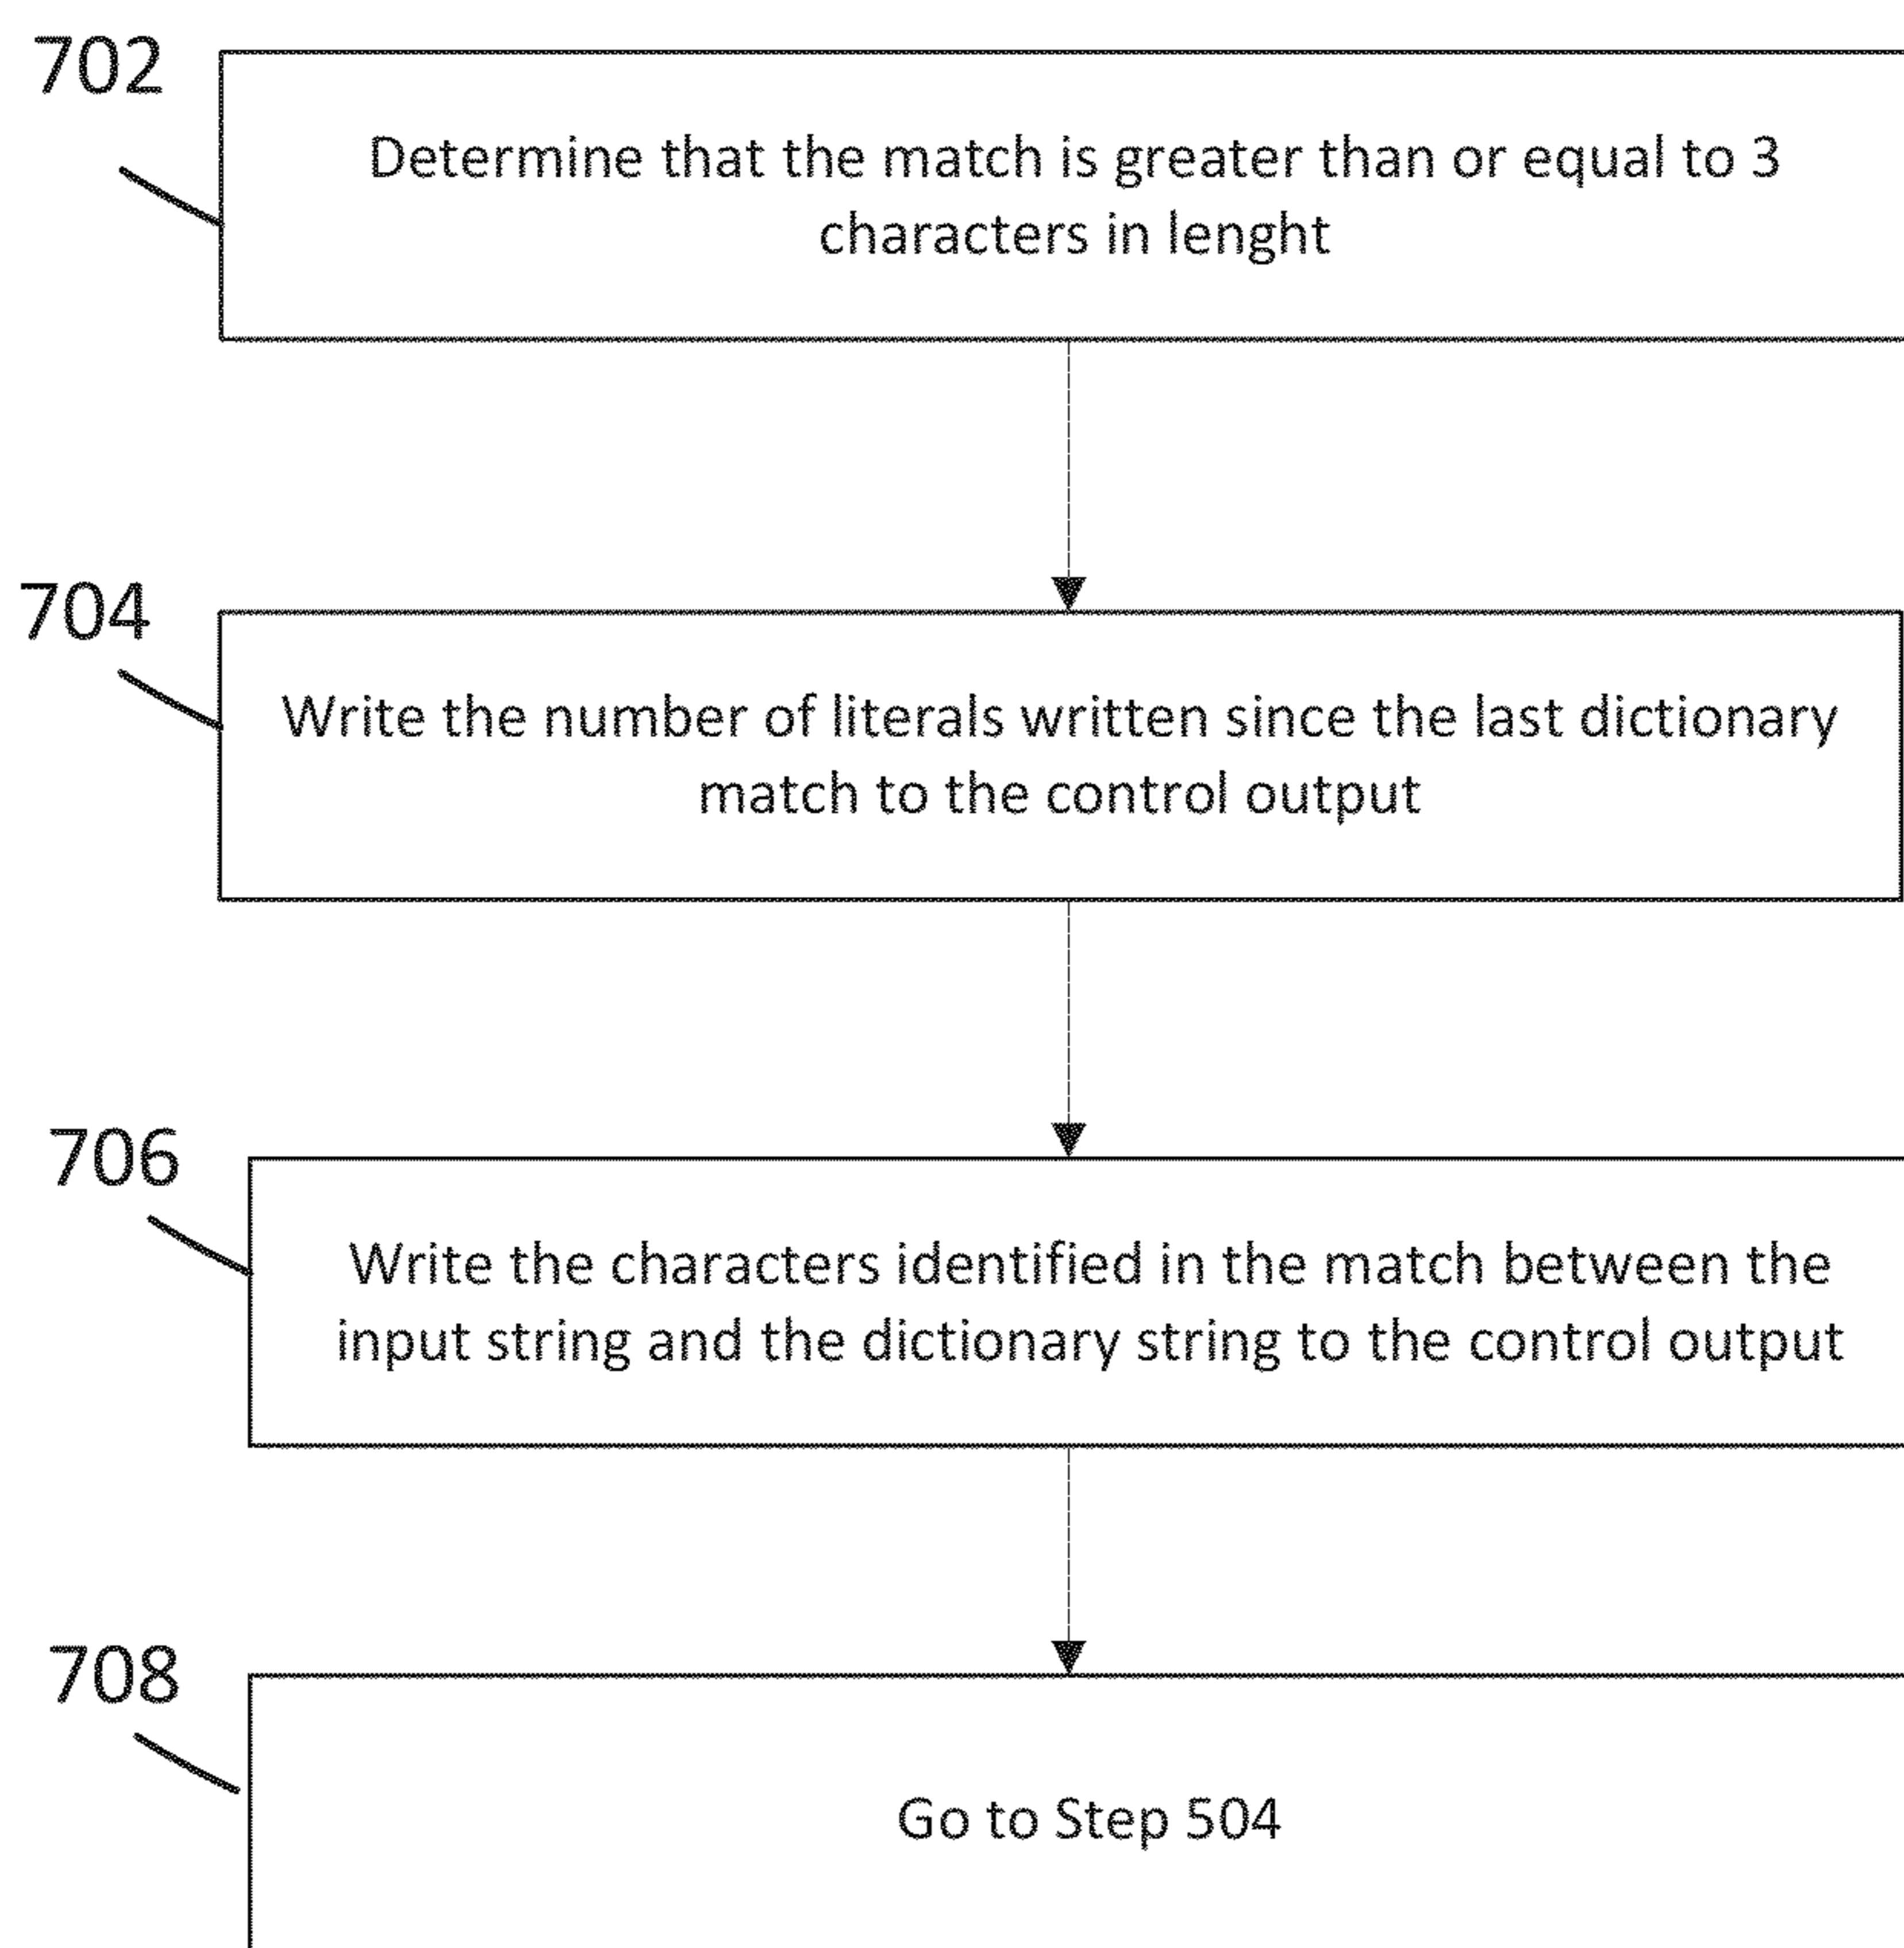 702
Determine that the match is greater than or equal to 3
characters in lenght
704
Write the number of literals written since the last dictionary
match to the control output
706
Write the characters identified in the match between the
input string and the dictionary string to the control output
708
Go to Step 504